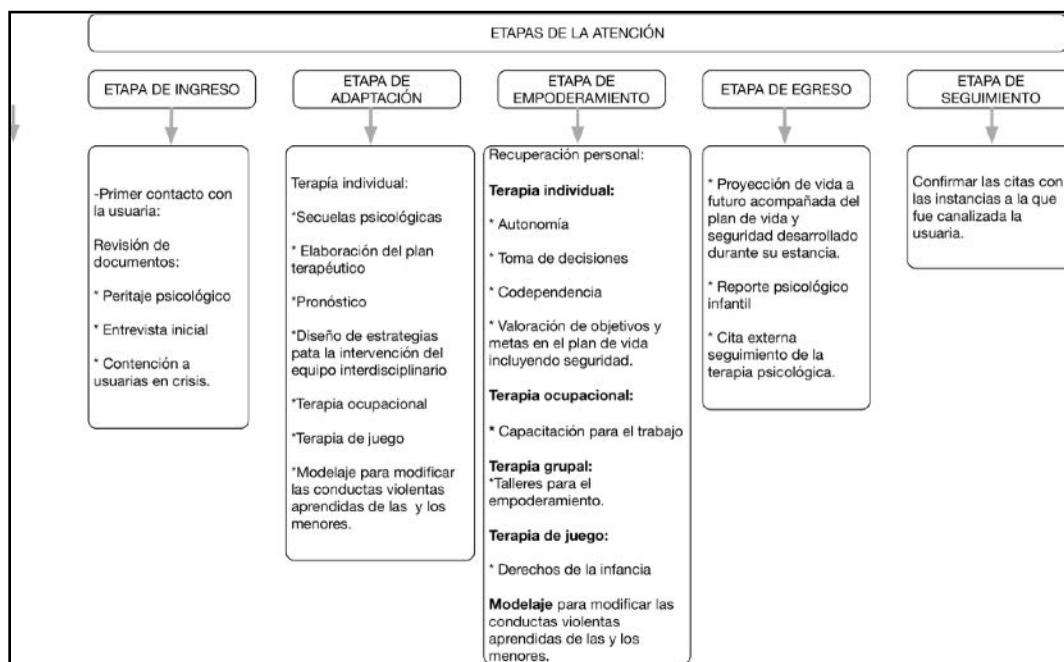 ETAPAS DE LA ATENCIÓN
ETAPA DE INGRESO
-Primer contacto con
la usuaria:
Revisión de
documentos:
* Peritaje psicológico
* Entrevista inicial
* Contención a
usuarias en crisis.
ETAPA DE
ADAPTACIÓN
Terapía individual:
*Secuelas psicológicas
* Elaboración del plan
terapéutico
*Pronóstico
*Diseño de estrategias
pata la intervención del
equipo interdisciplinario
*Terapia ocupacional
*Terapia de juego
*Modelaje para modificar
las conductas violentas
aprendidas de las y los
menores.
ETAPA DE
EMPODERAMIENTO
Recuperación personal:
Terapia individual:
* Autonomía
* Toma de decisiones
* Codependencia
* Valoración de objetivos y
metas en el plan de vida
incluyendo seguridad.
Terapia ocupacional:
* Capacitación para el trabajo
Terapia grupal:
*Talleres para el
empoderamiento.
Terapia de juego:
* Derechos de la infancia
Modelaje para modificar las
conductas violentas
aprendidas de las y los
menores.
ETAPA DE EGRESO
* Proyección de vida a
futuro acompañada del
plan de vida y
seguridad desarrollado
durante su estancia.
* Reporte psicológico
infantil
* Cita externa
seguimiento de la
terapia psicológica.
ETAPA DE
SEGUIMIENTO
Confirmar las citas con
las instancias a la que
fue canalizada la
usuaria.